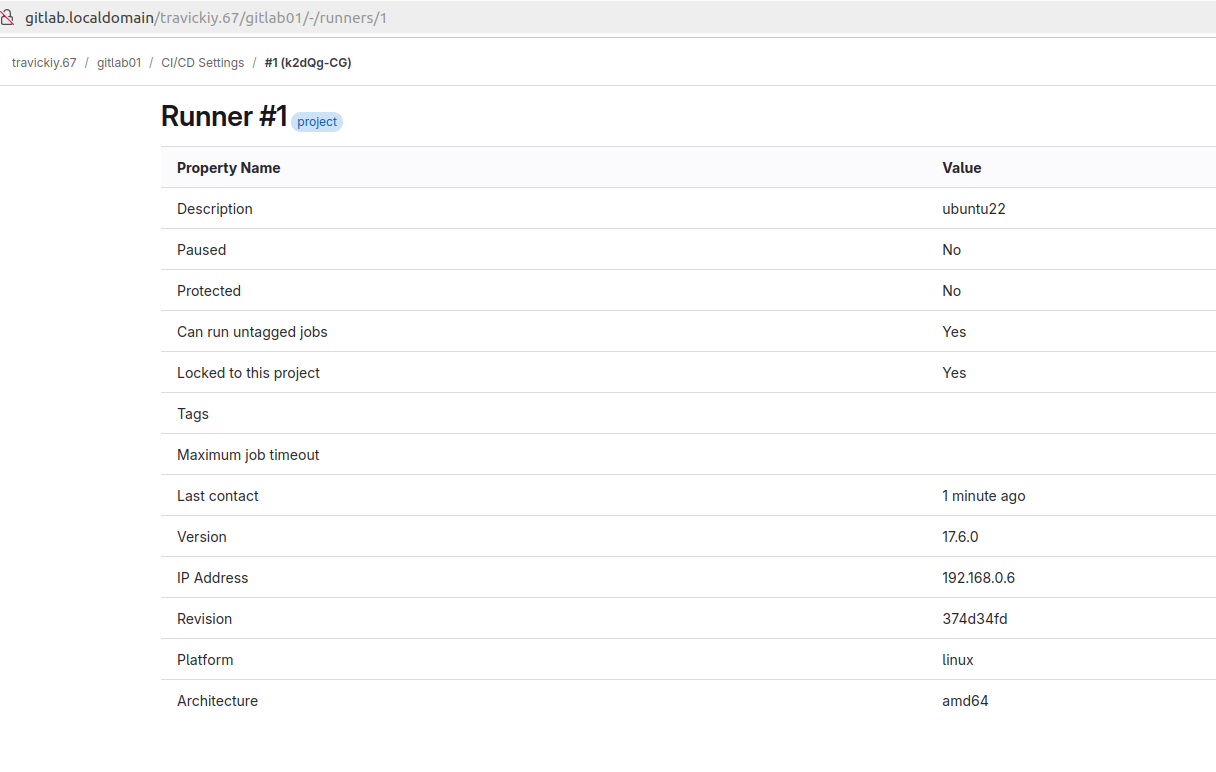 gitlab.localdomain/travickiy.67/gitlab01/-/runners/1
travickiy.67 / gitlab01 / CI/CD Settings / #1 (k2dQg-CG)
Runner #1 project
Property Name Value
Description ubuntu22
Paused No
Protected No
Can run untagged jobs Yes
Locked to this project Yes
Tags
Maximum job timeout
Last contact 1 minute ago
Version 17.6.0
IP Address 192.168.0.6
Revision 374d34fd
Platform linux
Architecture amd64